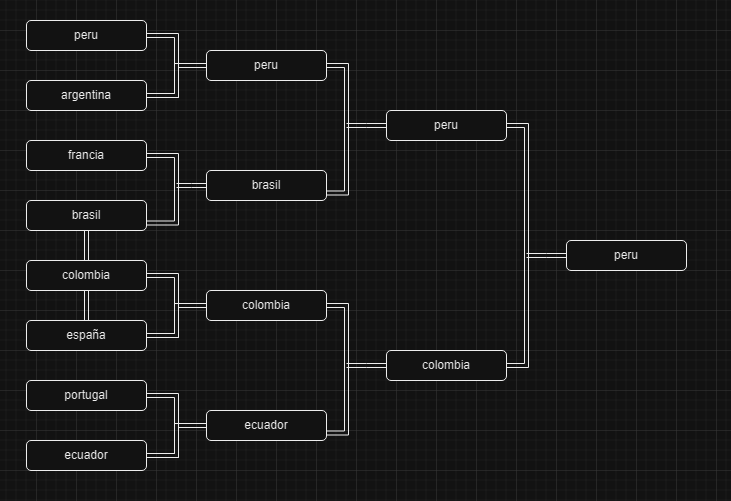 peru
argentina
francia
brasil
colombia
españa
portugal
ecuador
peru
brasil
colombia
ecuador
peru
colombia
peru